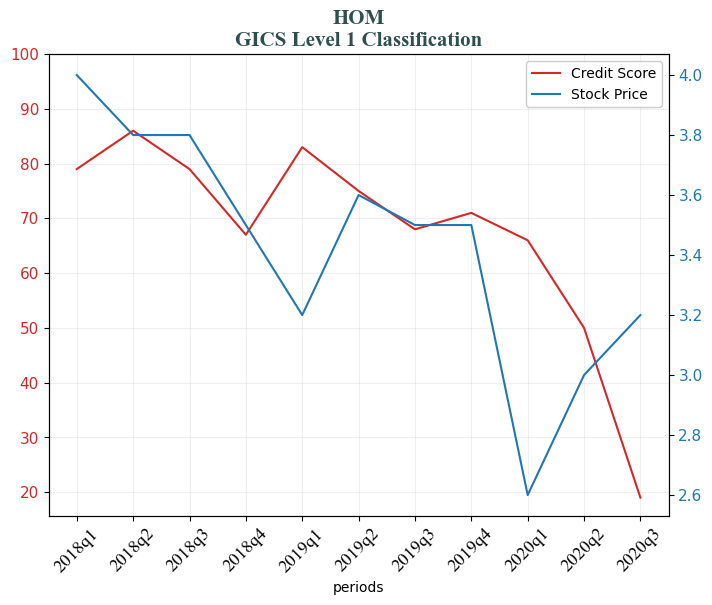 HOM
GICS Level 1 Classification
Credit Score
Stock Price
100
90
80
70
60
50
40
30
20
4.0
3.8
3.6
3.4
3.2
3.0
2.8
2.6
2018q1
2018q2
2018q3
2018q4
2019q1
2019q2
2019q3
2019q4
2020q1
2020q2
2020q3
periods